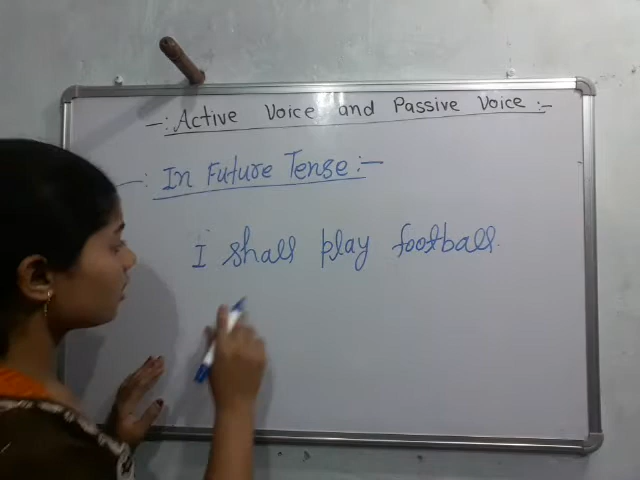 -: Active Voice and Passive Voice :-
-: In Future Tense :-
I shall play football.